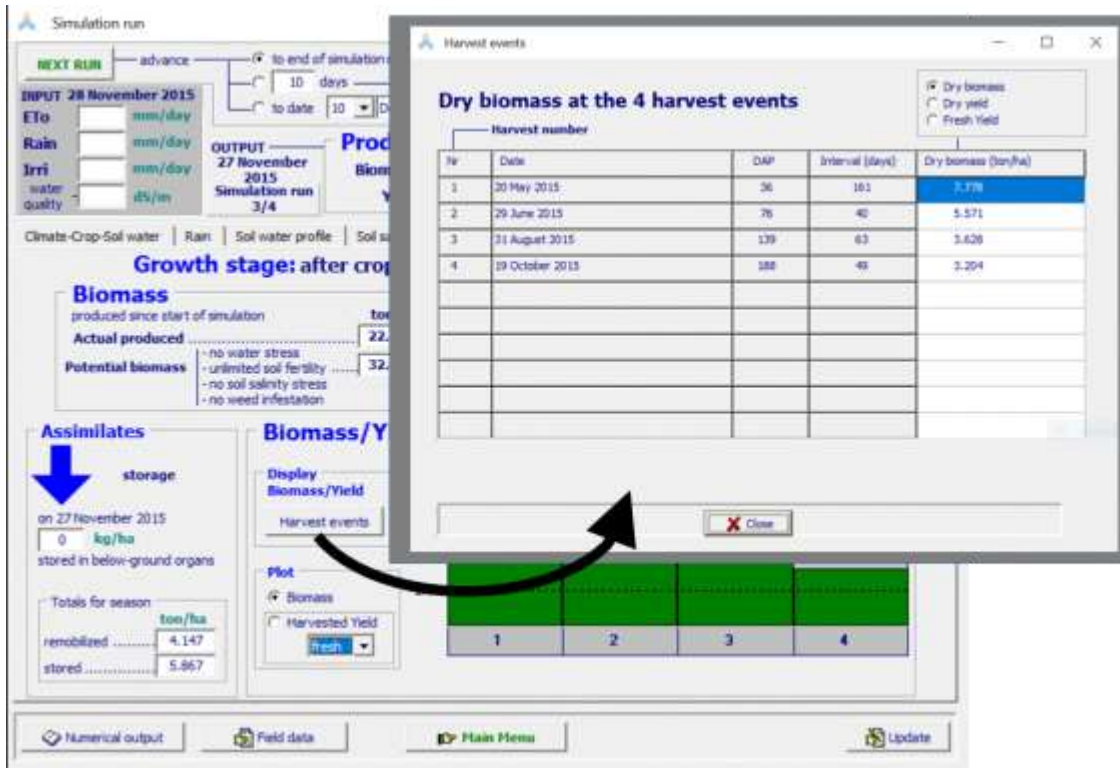 Simulation run
NEXT RUN
advance
to end of simulation
10 days
to date 10
INPUT 28 November 2015
ETo mm/day
Rain mm/day
Irri mm/day
water quality dS/m
OUTPUT
27 November
2015
Simulation run
3/4
Prod
Biom
Y
Climate-Crop-Soil water
Rain
Soil water profile
Soil sa
Growth stage: after crop
Biomass
produced since start of simulation
Actual produced 22.
Potential biomass
- no water stress
- unlimited soil fertility 32.
- no soil salinity stress
- no weed infestation
Assimilates
storage
on 27 November 2015
0 kg/ha
stored in below-ground organs
Totals for season
ton/ha
remobilized 4.147
stored 5.867
Biomass/Y
Display
Biomass/Yield
Harvest events
Plot
Biomass
Harvested Yield
fresh
1 2 3 4
Numerical output
Field data
Main Menu
Update
Harvest events
Dry biomass at the 4 harvest events
Dry biomass
Dry yield
Fresh Yield
Harvest number
Nr Date DAP Interval (days) Dry biomass (ton/ha)
1 20 May 2015 36 161 7.778
2 29 June 2015 76 40 5.571
3 31 August 2015 139 63 3.628
4 19 October 2015 188 49 3.204
Close